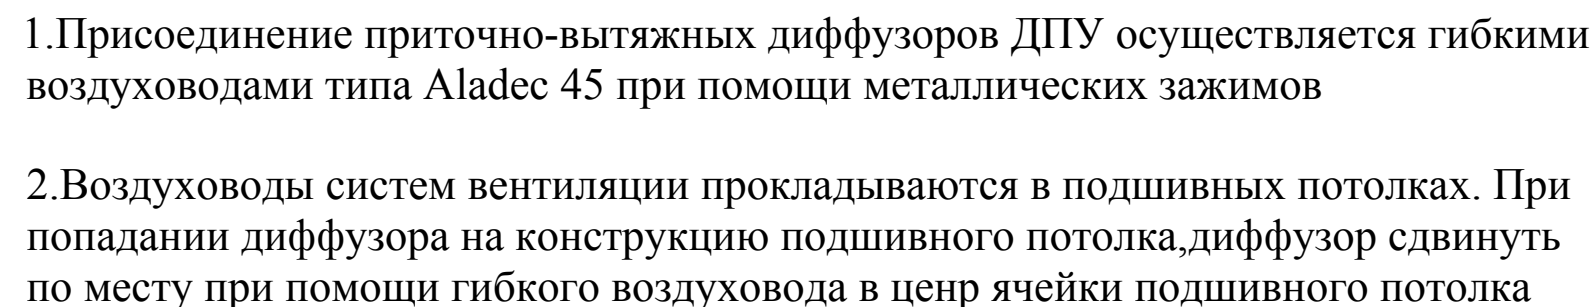 1.Присоединение приточно-вытяжных диффузоров ДПУ осуществляется гибкими
воздуховодами типа Aladec 45 при помощи металлических зажимов
2.Воздуховоды систем вентиляции прокладываются в подшивных потолках. При
попадании диффузора на конструкцию подшивного потолка,диффузор сдвинуть
по месту при помощи гибкого воздуховода в ценр ячейки подшивного потолка